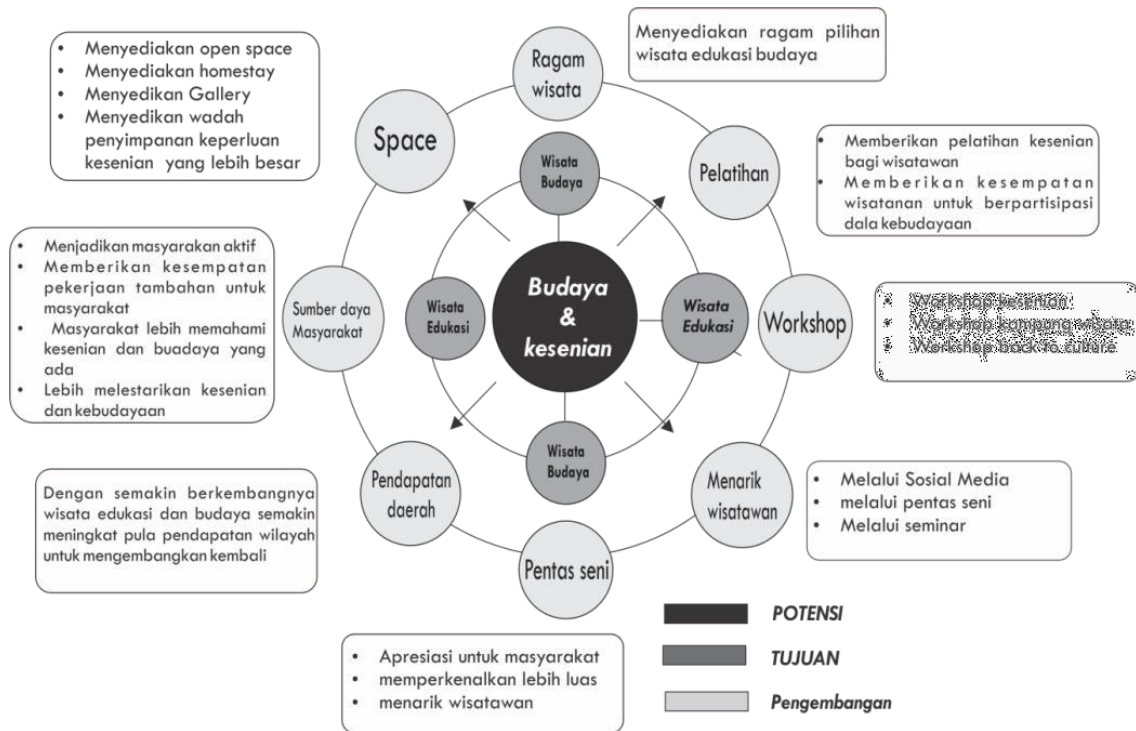 Menyediakan ragam pilihan
wisata edukasi budaya
Ragam
wisata
• Menyediakan open space
• Menyediakan homestay
• Menyedikan Gallery
• Menyedikan wadah
penyimpanan keperluan
kesenian yang lebih besar
Space
Wisata
Budaya
Pelatihan
• Memberikan pelatihan kesenian
bagi wisatawan
• Memberikan kesempatan
wisatanan untuk berpartisipasi
dala kebudayaan
• Menjadikan masyarakan aktif
• Memberikan kesempatan
pekerjaan tambahan untuk
masyarakat
• Masyarakat lebih memahami
kesenian dan buadaya yang
ada
• Lebih melestarikan kesenian
dan kebudayaan
Sumber daya
Masyarakat
Wisata
Edukasi
Budaya
&
kesenian
Wisata
Edukasi
Workshop
• Workshop kesenian
• Workshop kampung wisata
• Workshop back to culture
Dengan semakin berkembangnya
wisata edukasi dan budaya semakin
meningkat pula pendapatan wilayah
untuk mengembangkan kembali
Pendapatan
daerah
Wisata
Budaya
Menarik
wisatawan
• Melalui Sosial Media
• melalui pentas seni
• Melalui seminar
Pentas seni
• Apresiasi untuk masyarakat
• memperkenalkan lebih luas
• menarik wisatawan
POTENSI
TUJUAN
Pengembangan